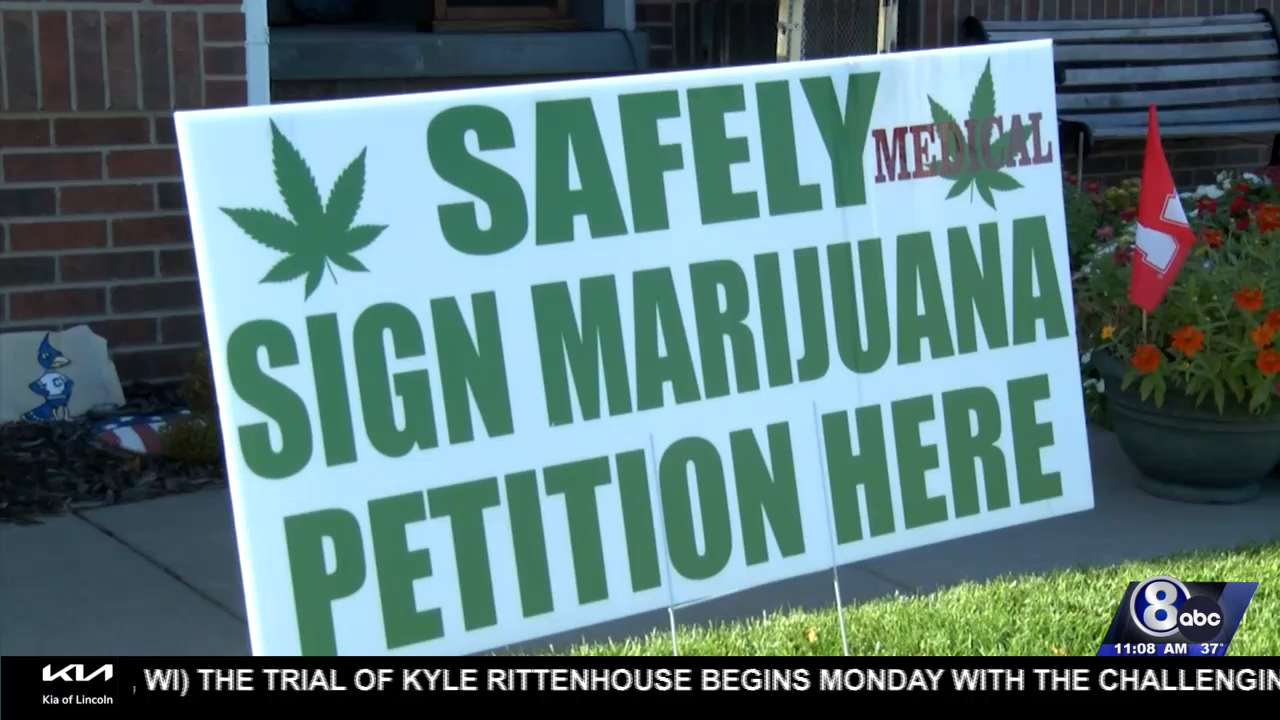 SAFELY
MEDICAL
SIGN MARIJUANA
PETITION HERE
C
8 abc
11:08 AM 37°
KIA
Kia of Lincoln
, WI) THE TRIAL OF KYLE RITTENHOUSE BEGINS MONDAY WITH THE CHALLENGIN